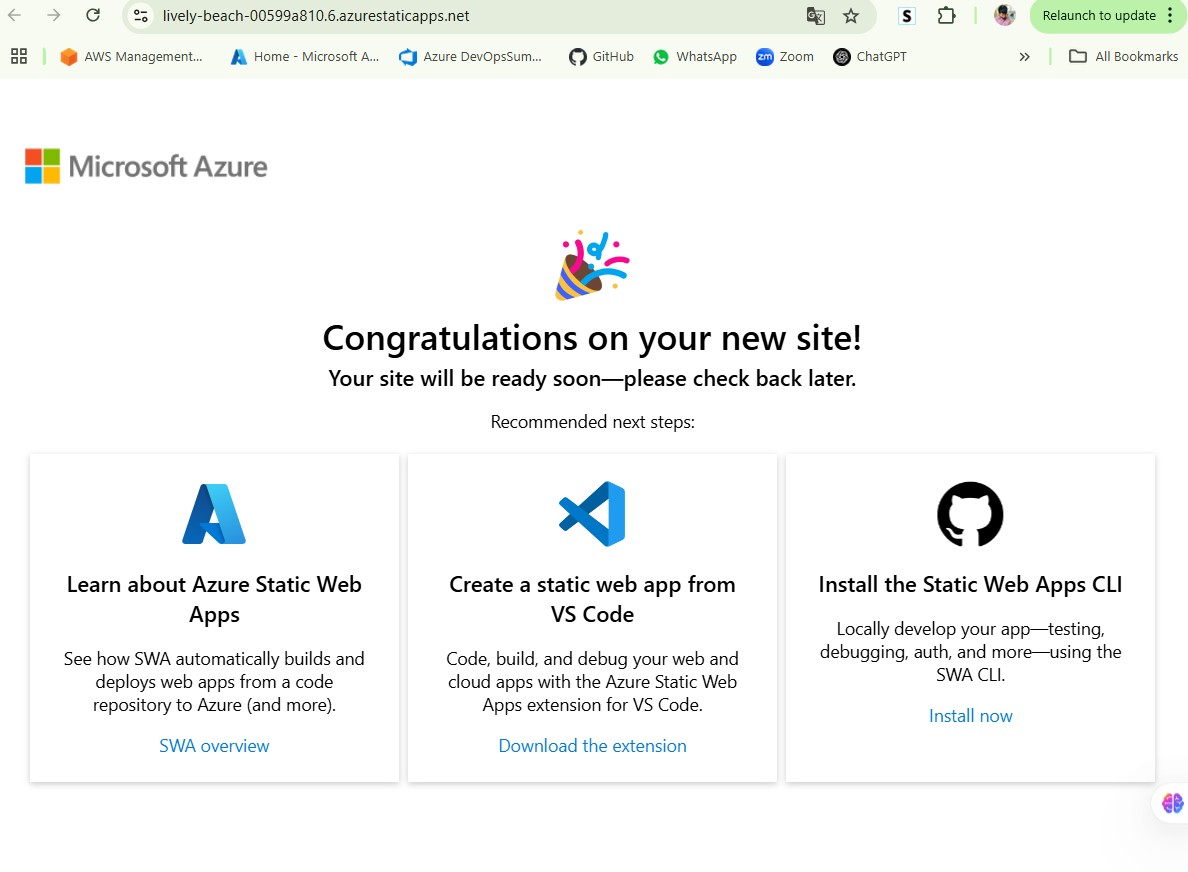 lively-beach-00599a810.6.azurestaticapps.net
S
Relaunch to update
AWS Management...
Home - Microsoft A...
Azure DevOpsSum...
GitHub
WhatsApp
zm Zoom
ChatGPT
All Bookmarks
Microsoft Azure
Congratulations on your new site!
Your site will be ready soon—please check back later.
Recommended next steps:
Learn about Azure Static Web
Apps
See how SWA automatically builds and
deploys web apps from a code
repository to Azure (and more).
SWA overview
Create a static web app from
VS Code
Code, build, and debug your web and
cloud apps with the Azure Static Web
Apps extension for VS Code.
Download the extension
Install the Static Web Apps CLI
Locally develop your app—testing,
debugging, auth, and more—using the
SWA CLI.
Install now